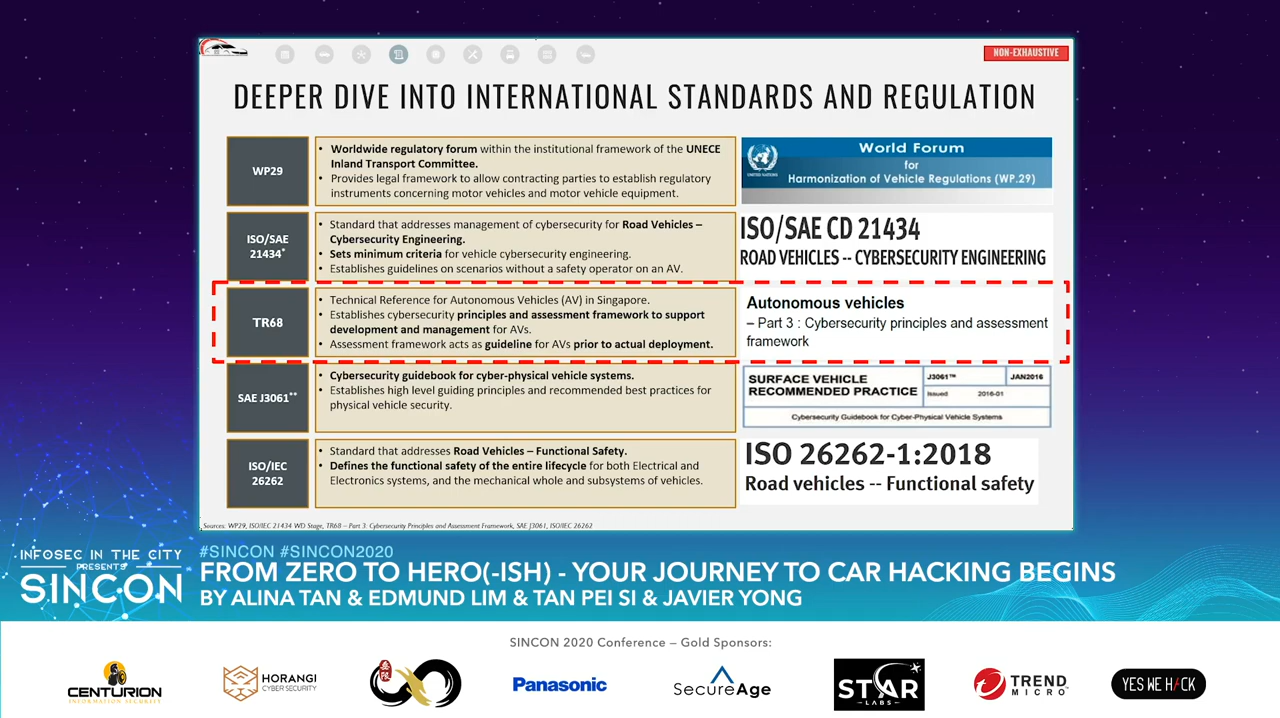 NON-EXHAUSTIVE
DEEPER DIVE INTO INTERNATIONAL STANDARDS AND REGULATION
WP29
• Worldwide regulatory forum within the institutional framework of the UNECE
Inland Transport Committee.
• Provides legal framework to allow contracting parties to establish regulatory
instruments concerning motor vehicles and motor vehicle equipment.
UNITED NATIONS
World Forum
for
Harmonization of Vehicle Regulations (WP.29)
ISO/SAE
21434*
• Standard that addresses management of cybersecurity for Road Vehicles –
Cybersecurity Engineering.
• Sets minimum criteria for vehicle cybersecurity engineering.
• Establishes guidelines on scenarios without a safety operator on an AV.
ISO/SAE CD 21434
ROAD VEHICLES -- CYBERSECURITY ENGINEERING
TR68
• Technical Reference for Autonomous Vehicles (AV) in Singapore.
• Establishes cybersecurity principles and assessment framework to support
development and management for AVs.
• Assessment framework acts as guideline for AVs prior to actual deployment.
Autonomous vehicles
– Part 3 : Cybersecurity principles and assessment
framework
SAE J3061**
• Cybersecurity guidebook for cyber-physical vehicle systems.
• Establishes high level guiding principles and recommended best practices for
physical vehicle security.
SURFACE VEHICLE
RECOMMENDED PRACTICE
J3061™ JAN2016
Issued 2016-01
Cybersecurity Guidebook for Cyber-Physical Vehicle Systems
ISO/IEC
26262
• Standard that addresses Road Vehicles – Functional Safety.
• Defines the functional safety of the entire lifecycle for both Electrical and
Electronics systems, and the mechanical whole and subsystems of vehicles.
ISO 26262-1:2018
Road vehicles -- Functional safety
Sources: WP29, ISO/IEC 21434 WD Stage, TR68 – Part 3: Cybersecurity Principles and Assessment Framework, SAE J3061, ISO/IEC 26262
INFOSEC IN THE CITY
PRESENTS
SINCON
#SINCON #SINCON2020
FROM ZERO TO HERO(-ISH) - YOUR JOURNEY TO CAR HACKING BEGINS
BY ALINA TAN & EDMUND LIM & TAN PEI SI & JAVIER YONG
SINCON 2020 Conference – Gold Sponsors:
CENTURION
INFORMATION SECURITY
HORANGI
CYBER SECURITY
Panasonic
SecureAge
STAR
LABS
TREND
MICRO
YES WE H/CK